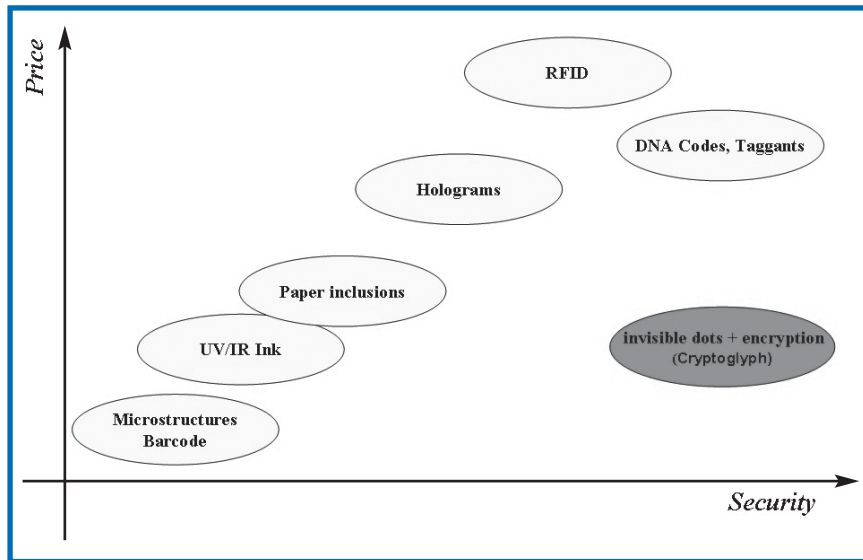 Price
RFID
DNA Codes, Taggants
Holograms
Paper inclusions
UV/IR Ink
invisible dots + encryption
(Cryptoglyph)
Microstructures
Barcode
Security